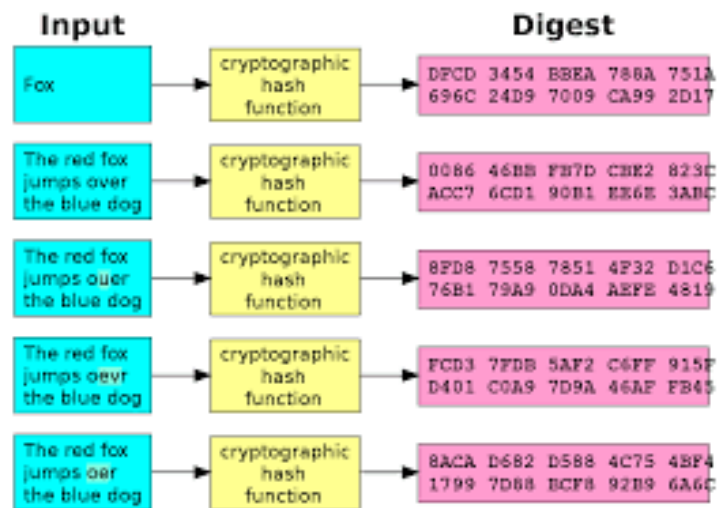 Input
Digest
Fox
cryptographic
hash
function
DFCD 3454 BBEA 788A 751A
696C 24D9 7009 CA99 2D17
The red fox
jumps over
the blue dog
cryptographic
hash
function
0086 46BB FB7D CBE2 823C
ACC7 6CD1 90B1 EE6E 3ABC
The red fox
jumps ouer
the blue dog
cryptographic
hash
function
8FD8 7558 7851 4F32 D1C6
76B1 79A9 0DA4 AEFE 4819
The red fox
jumps oevr
the blue dog
cryptographic
hash
function
FCD3 7FDB 5AF2 C6FF 915F
D401 C0A9 7D9A 46AF FB45
The red fox
jumps oer
the blue dog
cryptographic
hash
function
8ACA D682 D588 4C75 4BF4
1799 7D88 BCF8 92B9 6A6C